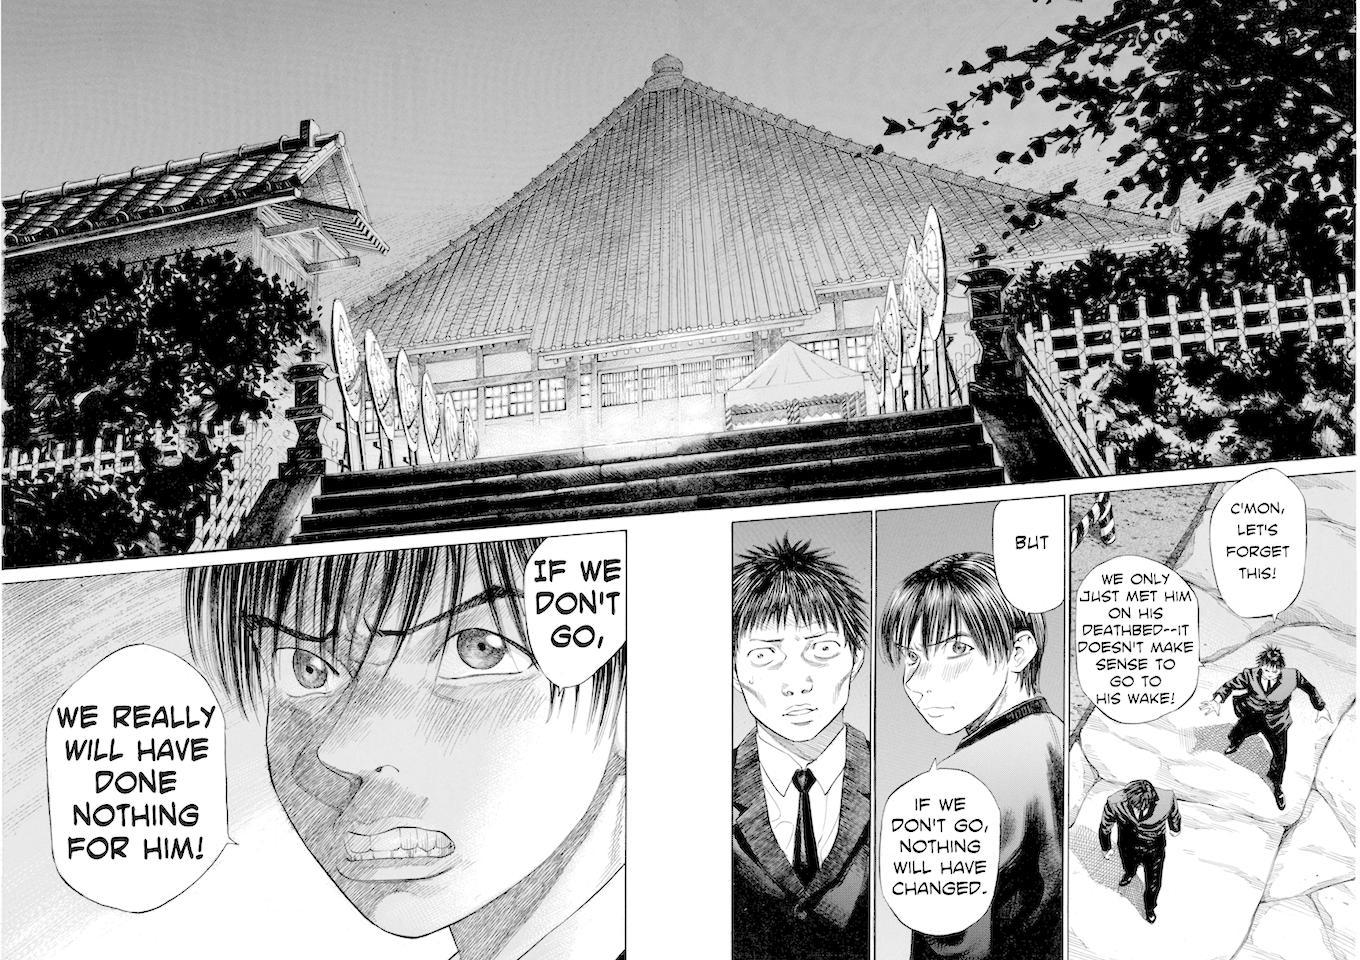 C'MON,
LET'S
FORGET
THIS!
WE ONLY
JUST MET HIM
ON HIS
DEATHBED--IT
DOESN'T MAKE
SENSE TO
GO TO
HIS WAKE!
BUT
IF WE
DON'T GO,
NOTHING
WILL HAVE
CHANGED.
IF WE
DON'T
GO,
WE REALLY
WILL HAVE
DONE
NOTHING
FOR HIM!